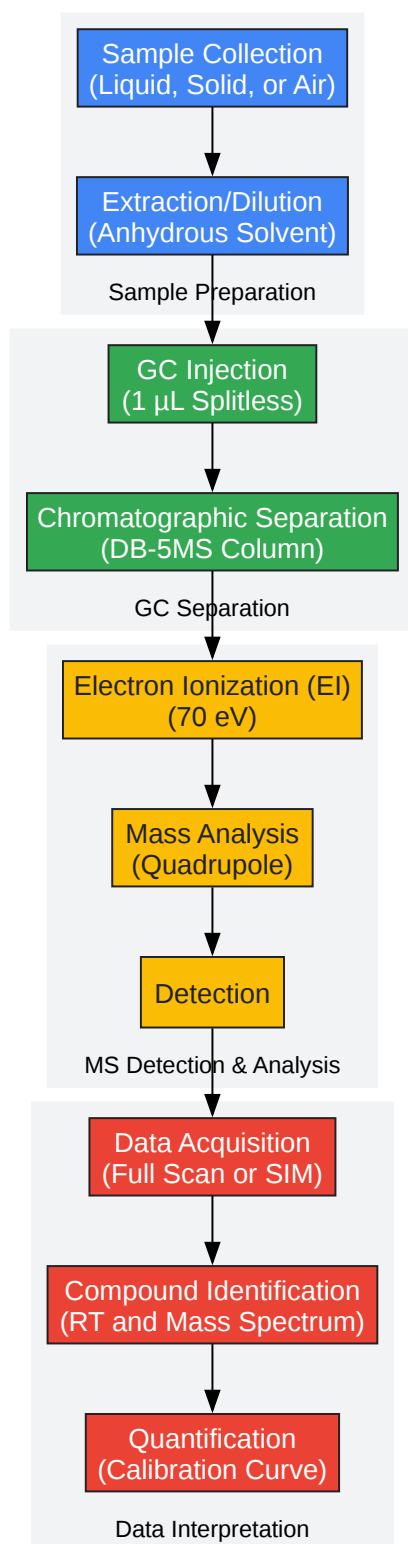 Sample Collection
(Liquid, Solid, or Air)
Extraction/Dilution
(Anhydrous Solvent)
Sample Preparation
GC Injection
(1 µL Splitless)
Chromatographic Separation
(DB-5MS Column)
GC Separation
Electron Ionization (EI)
(70 eV)
Mass Analysis
(Quadrupole)
Detection
MS Detection & Analysis
Data Acquisition
(Full Scan or SIM)
Compound Identification
(RT and Mass Spectrum)
Quantification
(Calibration Curve)
Data Interpretation